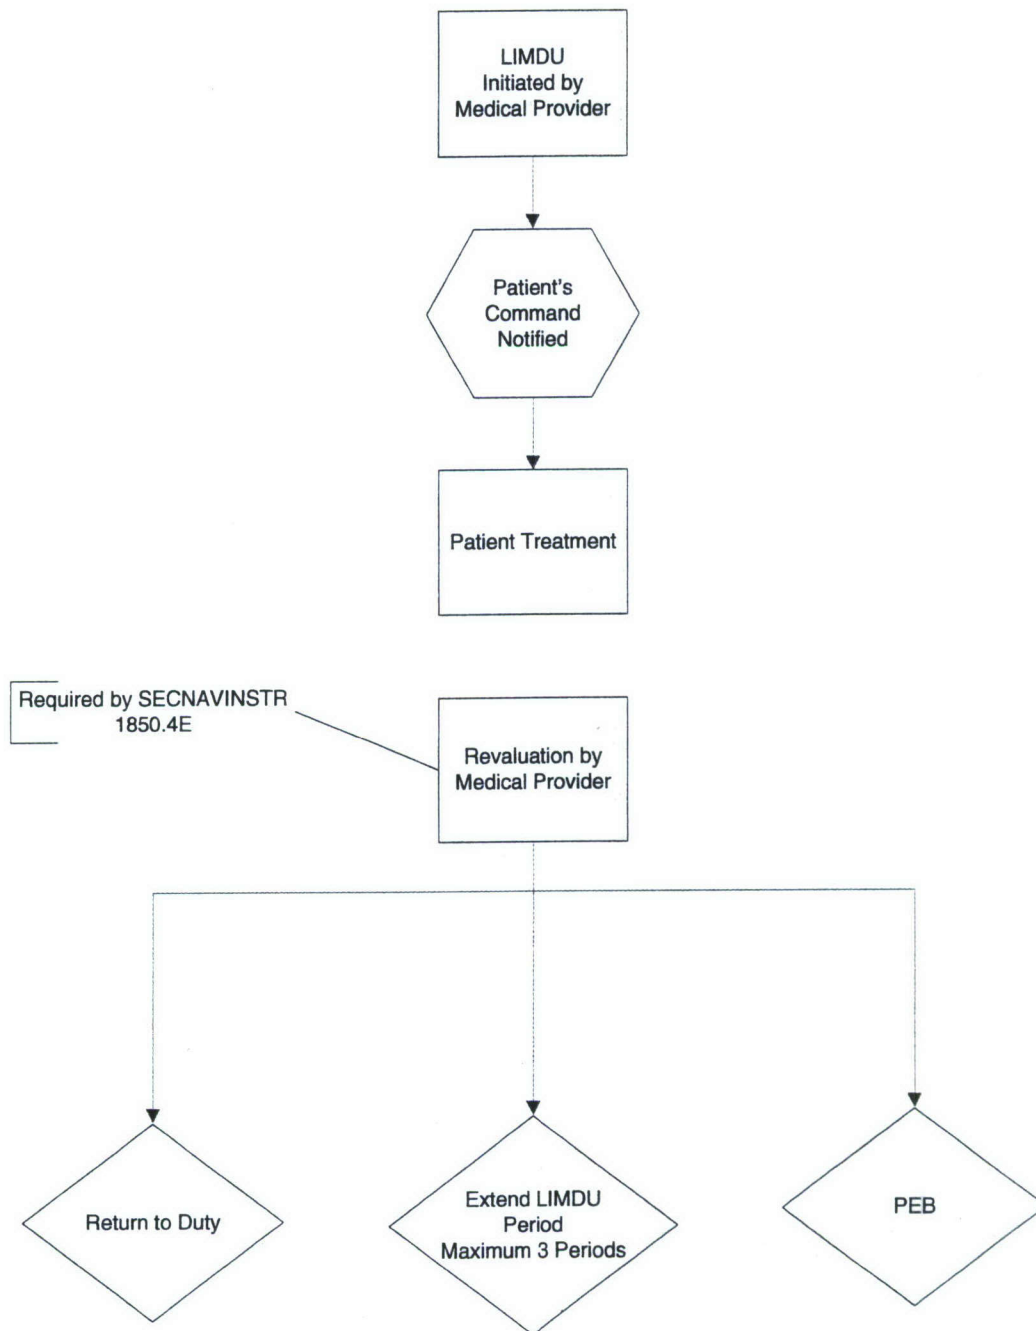 LIMDU
Initiated by
Medical Provider
Patient's
Command
Notified
Patient Treatment
Required by SECNAVINSTR
1850.4E
Revaluation by
Medical Provider
Return to Duty
Extend LIMDU
Period
Maximum 3 Periods
PEB